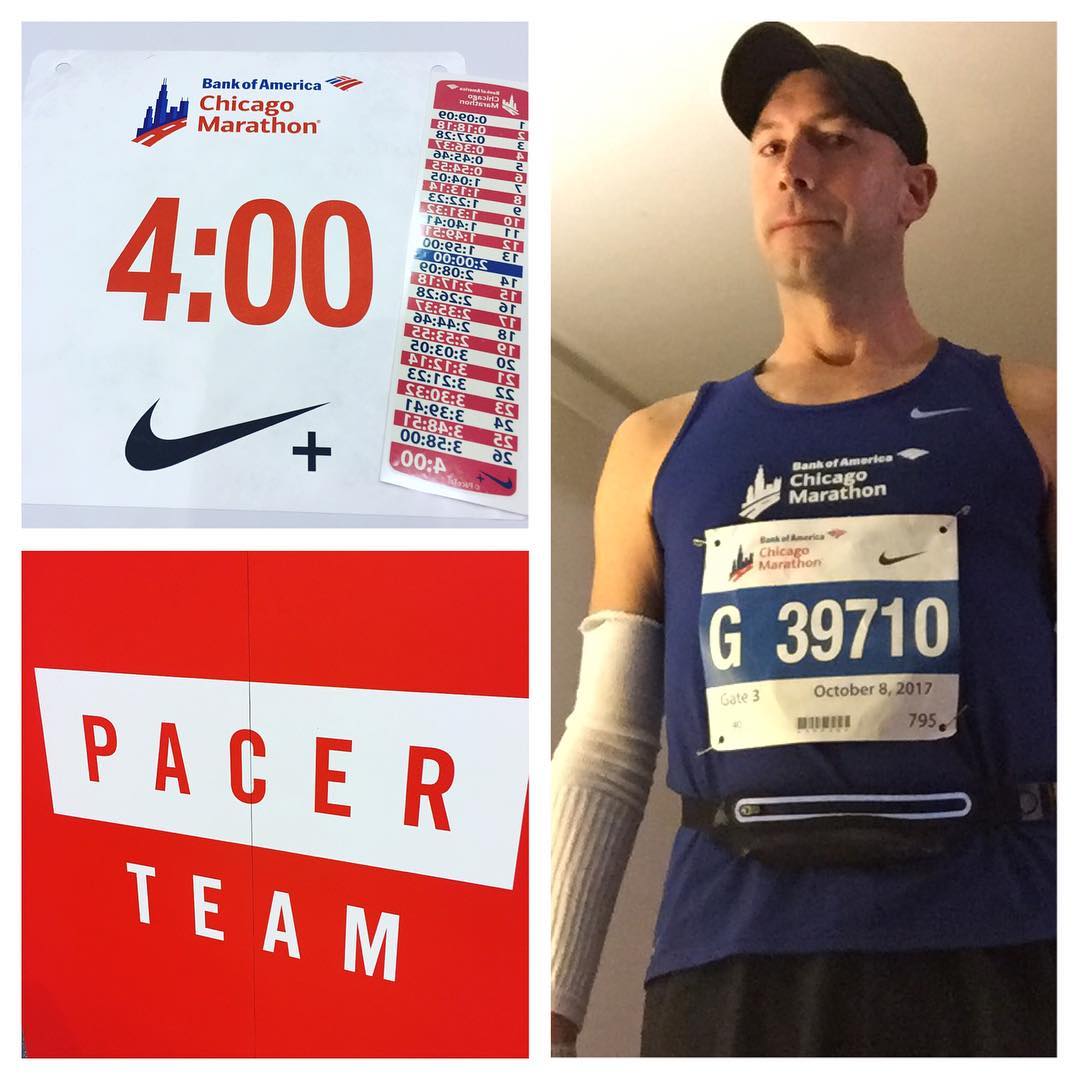 Bank of America
Chicago
Marathon®
4:00
+
Bank of America
Chicago
Marathon
1 0:09:09
2 0:18:18
3 0:27:28
4 0:36:37
5 0:45:46
6 0:54:55
7 1:04:05
8 1:13:14
9 1:22:23
10 1:31:32
11 1:40:41
12 1:49:51
13 1:59:00
2:00:00
14 2:08:09
15 2:17:18
16 2:26:28
17 2:35:37
18 2:44:46
19 2:53:55
20 3:03:05
21 3:12:14
22 3:21:23
23 3:30:32
24 3:39:41
25 3:48:51
26 3:58:00
4:00
+
PACER
TEAM
Bank of America
Chicago
Marathon
Bank of America
Chicago
Marathon
G 39710
Gate 3 October 8, 2017
40 795